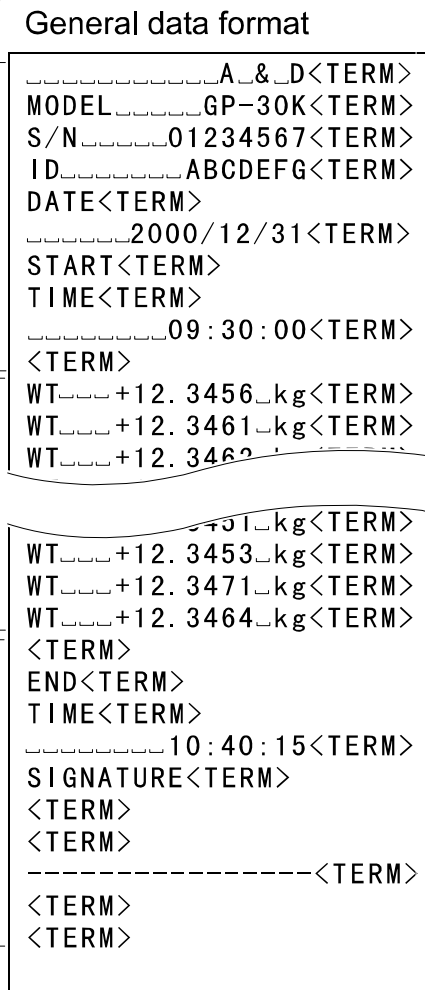 General data format
␣␣␣␣␣␣␣␣␣␣␣A␣&␣D<TERM>
MODEL␣␣␣␣␣GP-30K<TERM>
S/N␣␣␣␣␣01234567<TERM>
ID␣␣␣␣␣␣␣ABCDEFG<TERM>
DATE<TERM>
␣␣␣␣␣␣2000/12/31<TERM>
START<TERM>
TIME<TERM>
␣␣␣␣␣␣␣␣09:30:00<TERM>
<TERM>
WT␣␣␣+12.3456␣kg<TERM>
WT␣␣␣+12.3461␣kg<TERM>
WT␣␣␣+12.3462
␣kg<TERM>
WT␣␣␣+12.3453␣kg<TERM>
WT␣␣␣+12.3471␣kg<TERM>
WT␣␣␣+12.3464␣kg<TERM>
<TERM>
END<TERM>
TIME<TERM>
␣␣␣␣␣␣␣␣10:40:15<TERM>
SIGNATURE<TERM>
<TERM>
<TERM>
----------------<TERM>
<TERM>
<TERM>